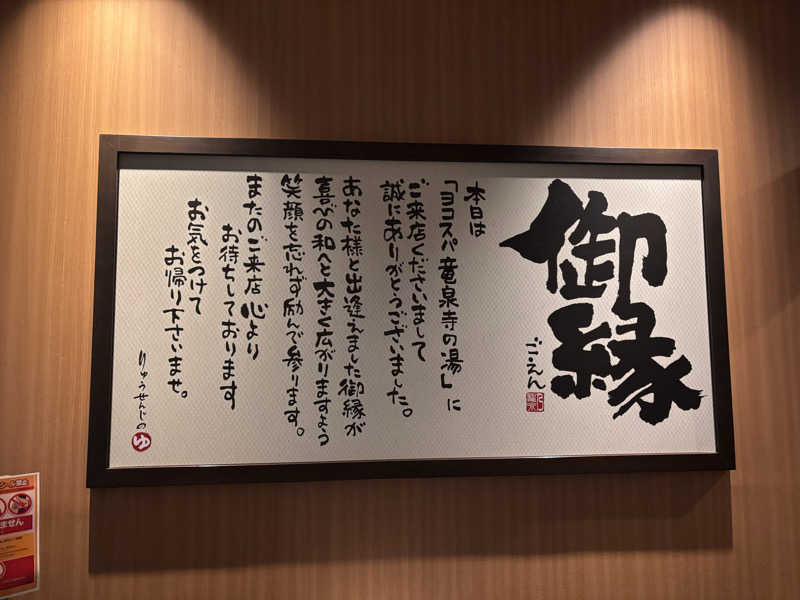 御縁
ごえん
本日は
「ヨコスパ竜泉寺の湯」に
ご来店くださいまして
誠にありがとうございました。
あなた様と出逢えました御縁が
喜びの和へと大きく広がりますよう
笑顔を忘れず励んで参ります。
またのご来店心より
お待ちしております
お気をつけて
お帰り下さいませ。
りゅうせんじの
ゆ
禁止
ません